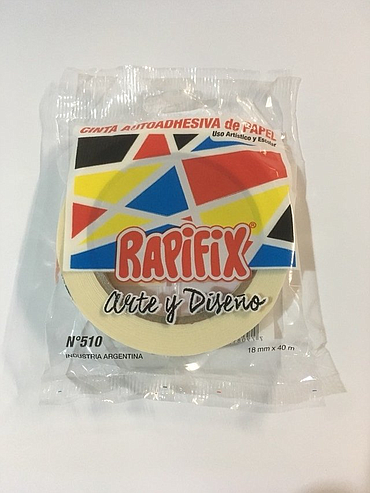 CINTA AUTOADHESIVA de PAPEL
Uso Artístico y Escolar
RAPIFIX®
Arte y Diseño
N°510
INDUSTRIA ARGENTINA
18 mm x 40 m